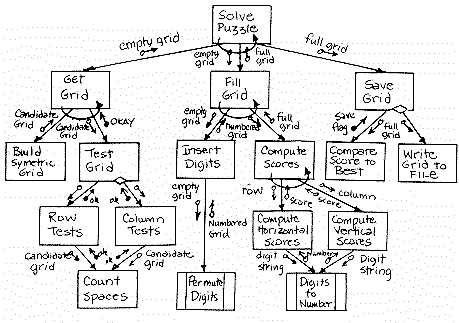 Solve
Puzzle
empty grid
empty
grid
full
grid
full grid
Get
Grid
Fill
Grid
Save
Grid
Candidate
Grid
Candidate
Grid
OKAY
empty
grid
Numbered
grid
full
grid
Save
flag
full
grid
Build
Symetric
Grid
Test
Grid
Insert
Digits
Compute
Scores
Compare
Score to
Best
Write
Grid to
File
ok
ok
empty
grid
Numbered
Grid
row
score
score
column
Row
Tests
Column
Tests
Compute
Horizontal
Scores
Compute
Vertical
Scores
Candidate
grid
ok
Candidate
grid
digit
string
Number
Digit
string
Count
Spaces
Permute
Digits
Digits
to
Number